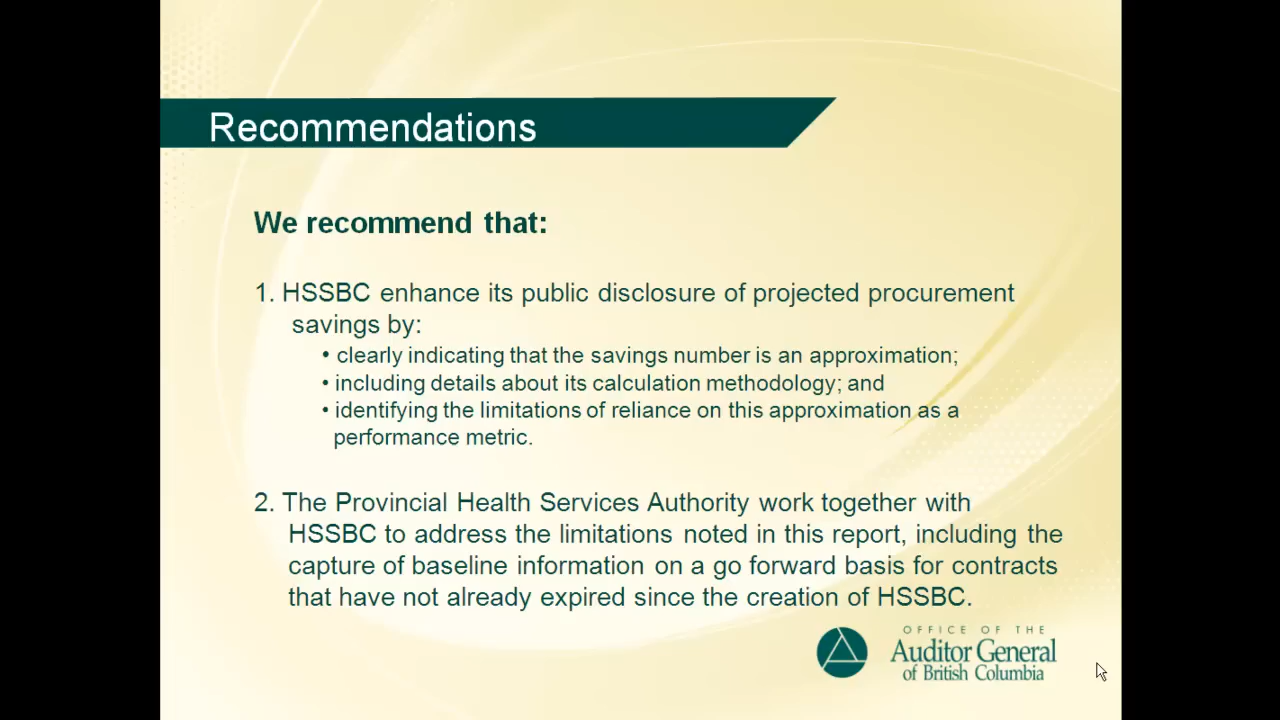 Recommendations
We recommend that:
1. HSSBC enhance its public disclosure of projected procurement
savings by:
• clearly indicating that the savings number is an approximation;
• including details about its calculation methodology; and
• identifying the limitations of reliance on this approximation as a
performance metric.
2. The Provincial Health Services Authority work together with
HSSBC to address the limitations noted in this report, including the
capture of baseline information on a go forward basis for contracts
that have not already expired since the creation of HSSBC.
OFFICE OF THE
Auditor General
of British Columbia